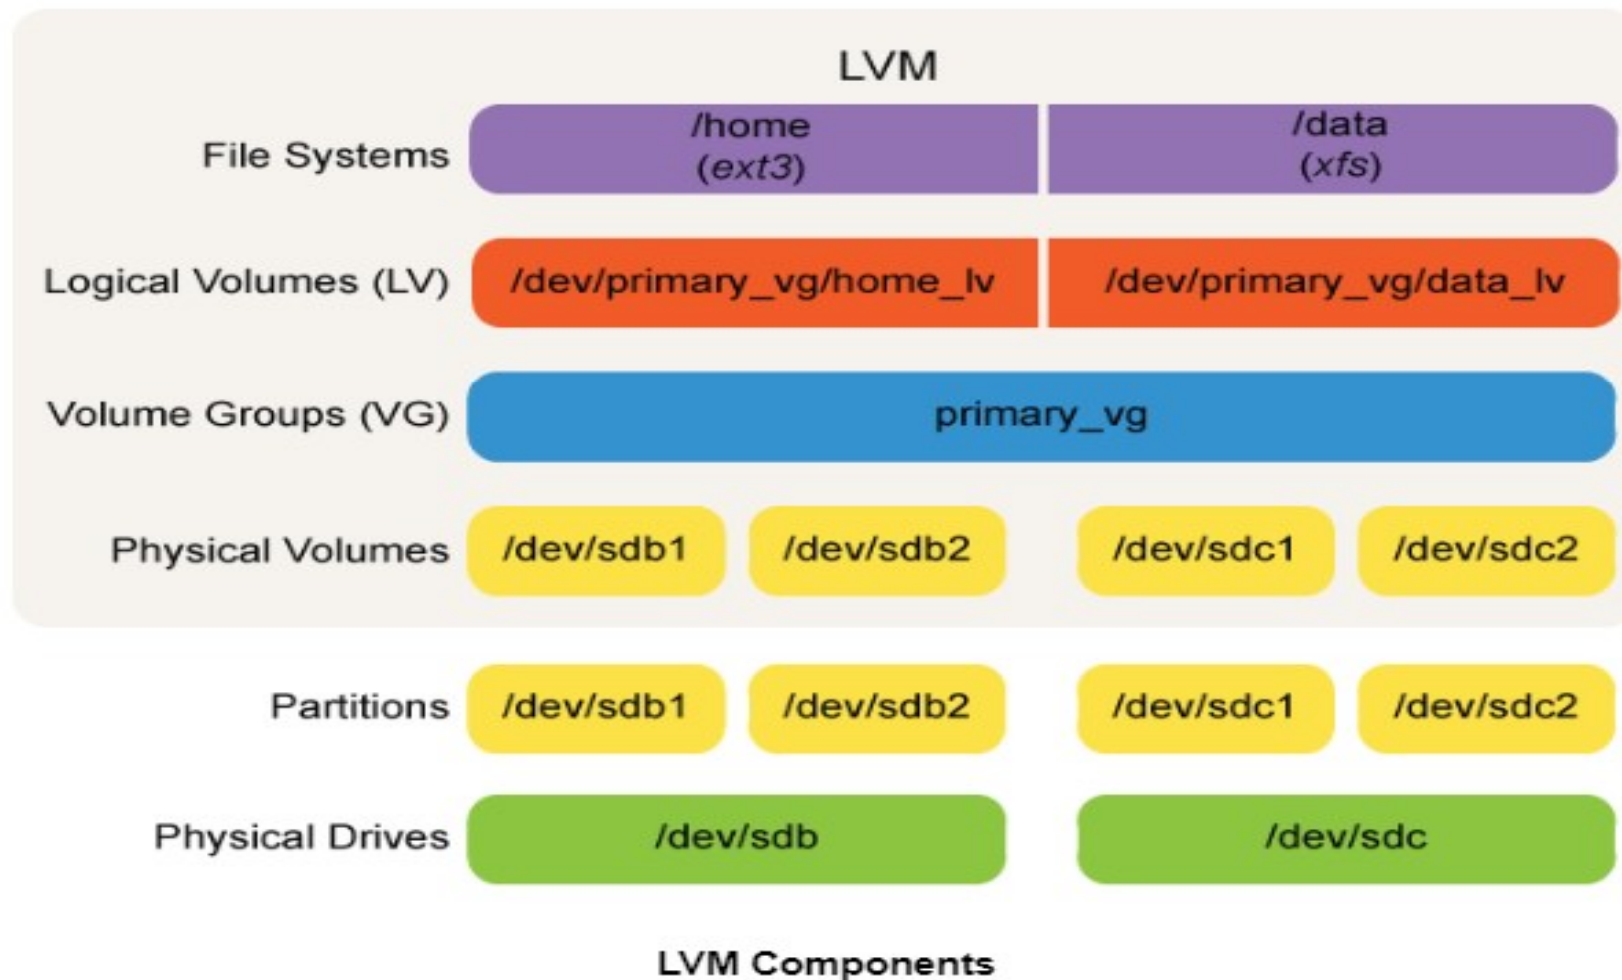 LVM
File Systems
/home
(ext3)
/data
(xfs)
Logical Volumes (LV)
/dev/primary_vg/home_lv
/dev/primary_vg/data_lv
Volume Groups (VG)
primary_vg
Physical Volumes
/dev/sdb1
/dev/sdb2
/dev/sdc1
/dev/sdc2
Partitions
/dev/sdb1
/dev/sdb2
/dev/sdc1
/dev/sdc2
Physical Drives
/dev/sdb
/dev/sdc
LVM Components